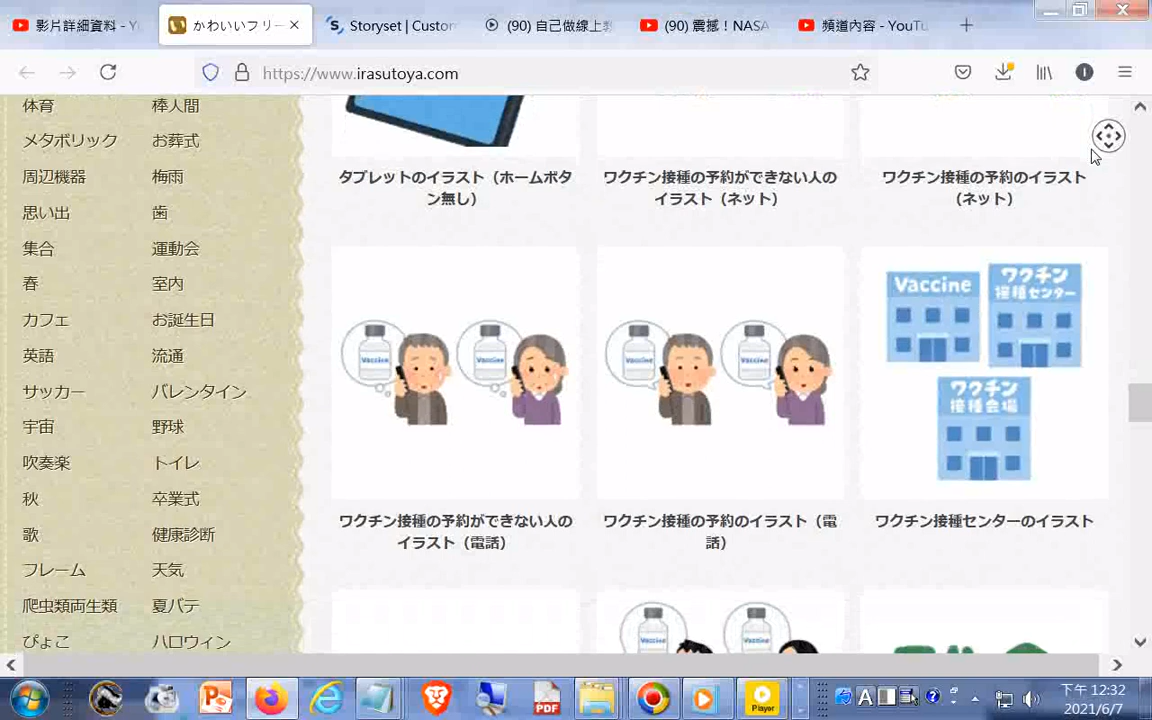 影片詳細資料 - Yo
かわいいフリー
Storyset | Custom
(90) 自己做線上教
(90) 震撼！NASA
頻道內容 - YouTu
https://www.irasutoya.com
体育 棒人間
メタボリック お葬式
周辺機器 梅雨
思い出 歯
集合 運動会
春 室内
カフェ お誕生日
英語 流通
サッカー バレンタイン
宇宙 野球
吹奏楽 トイレ
秋 卒業式
歌 健康診断
フレーム 天気
爬虫類両生類 夏バテ
ぴよこ ハロウィン
タブレットのイラスト（ホームボタ
ン無し）
ワクチン接種の予約ができない人の
イラスト（ネット）
ワクチン接種の予約のイラスト
（ネット）
Vaccine
Vaccine
Vaccine
Vaccine
Vaccine
ワクチン
接種センター
ワクチン
接種会場
ワクチン接種の予約ができない人の
イラスト（電話）
ワクチン接種の予約のイラスト（電
話）
ワクチン接種センターのイラスト
Vaccine
Vaccine
PDF
Player
A
下午 12:32
2021/6/7